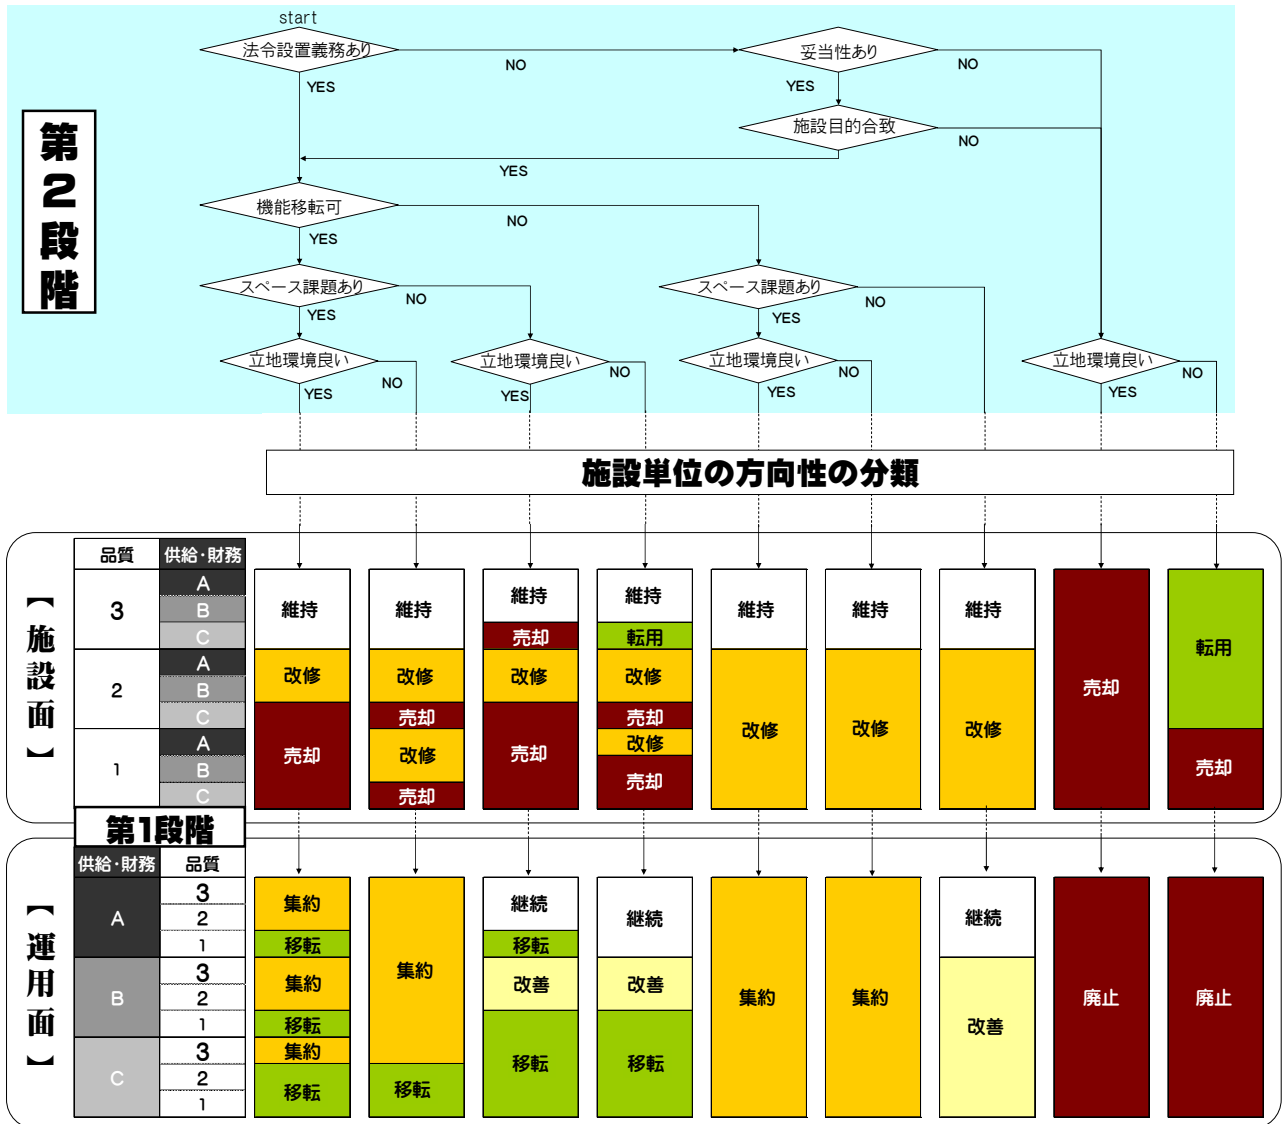 start
法令設置義務あり
NO
妥当性あり
NO
YES
YES
施設目的合致
NO
YES
第2段階
機能移転可
NO
YES
スペース課題あり
NO
スペース課題あり
NO
YES
YES
立地環境良い
立地環境良い
立地環境良い
立地環境良い
NO
NO
NO
NO
YES
YES
YES
YES
施設単位の方向性の分類
【施設面】
品質 供給・財務
3 A B C
2 A B C
1 A B C
維持
改修
売却
維持
改修
売却
改修
売却
維持
売却
改修
売却
維持
転用
改修
売却
改修
売却
維持
改修
維持
改修
維持
改修
売却
転用
売却
第1段階
【運用面】
供給・財務 品質
A 3 2 1
B 3 2 1
C 3 2 1
集約
移転
集約
移転
集約
移転
集約
移転
継続
移転
改善
移転
継続
改善
移転
集約
集約
継続
改善
廃止
廃止